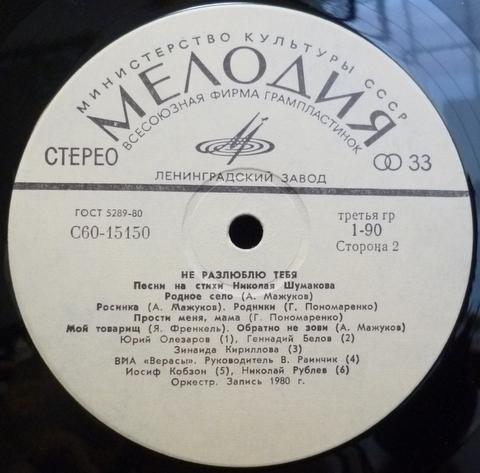 МИНИСТЕРСТВО КУЛЬТУРЫ СССР
МЕЛОДИЯ
ВСЕСОЮЗНАЯ ФИРМА ГРАМПЛАСТИНОК
СТЕРЕО
33
ЛЕНИНГРАДСКИЙ ЗАВОД
ГОСТ 5289-80
С60-15150
третья гр
1-90
Сторона 2
НЕ РАЗЛЮБЛЮ ТЕБЯ
Песни на стихи Николая Шумакова
Родное село (А. Мажуков)
Росинка (А. Мажуков). Родники (Г. Пономаренко)
Прости меня, мама (Г. Пономаренко)
Мой товарищ (Я. Френкель). Обратно не зови (А. Мажуков)
Юрий Олезаров (1), Геннадий Белов (2)
Зинаида Кириллова (3)
ВИА «Верасы». Руководитель В. Раинчик (4)
Иосиф Кобзон (5), Николай Рублев (6)
Оркестр. Запись 1980 г.